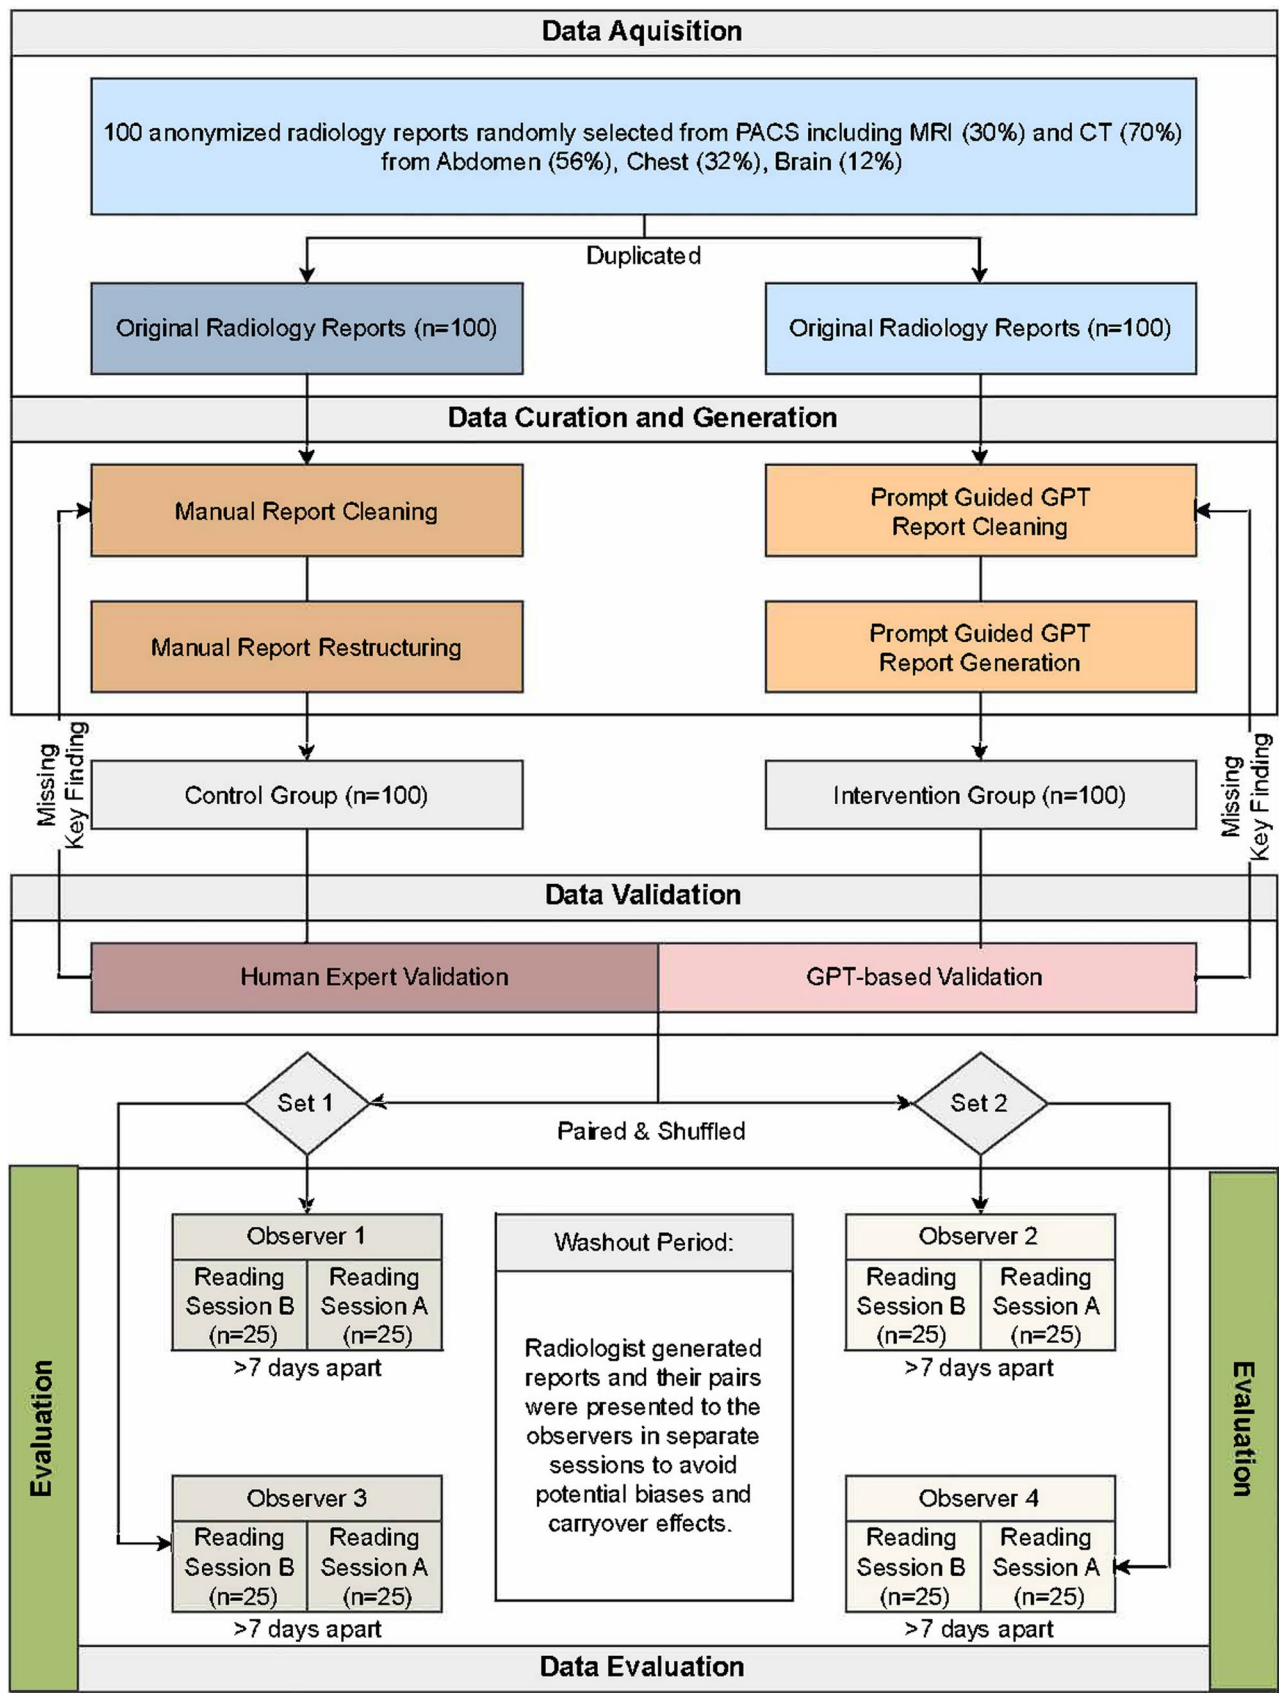 Data Aquisition
100 anonymized radiology reports randomly selected from PACS including MRI (30%) and CT (70%)
from Abdomen (56%), Chest (32%), Brain (12%)
Duplicated
Original Radiology Reports (n=100)
Original Radiology Reports (n=100)
Data Curation and Generation
Manual Report Cleaning
Prompt Guided GPT
Report Cleaning
Manual Report Restructuring
Prompt Guided GPT
Report Generation
Missing
Key Finding
Control Group (n=100)
Intervention Group (n=100)
Missing
Key Finding
Data Validation
Human Expert Validation
GPT-based Validation
Set 1
Set 2
Paired & Shuffled
Evaluation
Observer 1
Reading
Session B
(n=25)
Reading
Session A
(n=25)
>7 days apart
Washout Period:
Radiologist generated
reports and their pairs
were presented to the
observers in separate
sessions to avoid
potential biases and
carryover effects.
Observer 2
Reading
Session B
(n=25)
Reading
Session A
(n=25)
>7 days apart
Evaluation
Observer 3
Reading
Session B
(n=25)
Reading
Session A
(n=25)
>7 days apart
Observer 4
Reading
Session B
(n=25)
Reading
Session A
(n=25)
>7 days apart
Data Evaluation